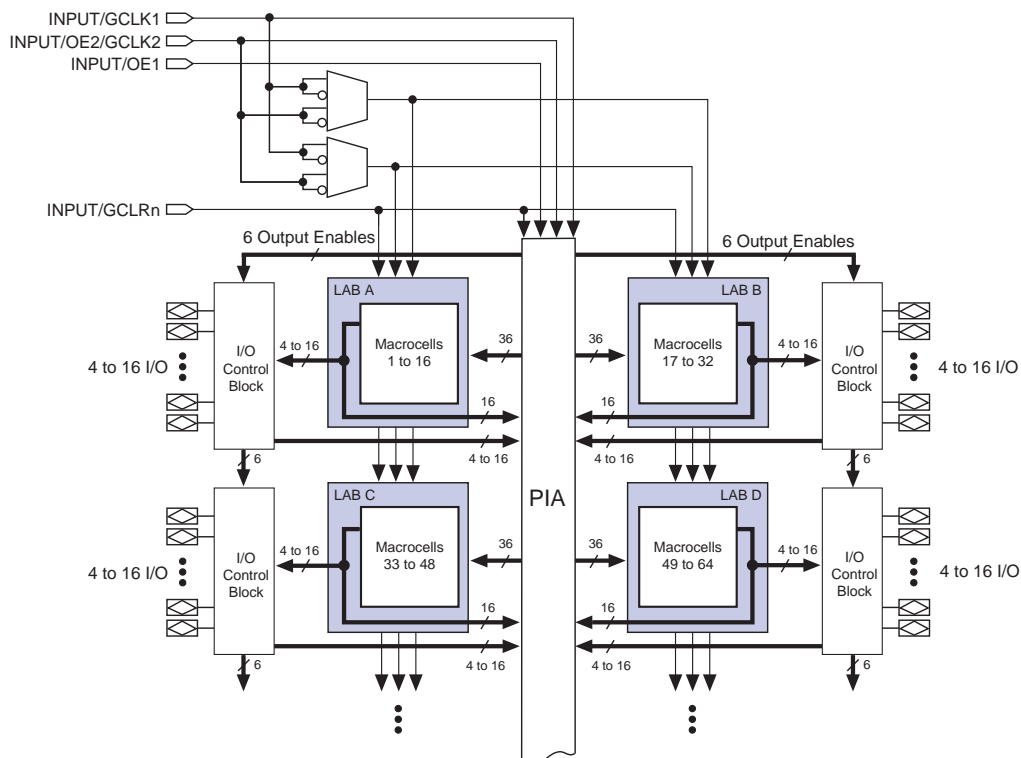 INPUT/GCLK1
INPUT/OE2/GCLK2
INPUT/OE1
INPUT/GCLRn
6 Output Enables
6 Output Enables
LAB A
LAB B
4 to 16 I/O
I/O
Control
Block
4 to 16
Macrocells
1 to 16
36
16
4 to 16
36
Macrocells
17 to 32
4 to 16
16
4 to 16
I/O
Control
Block
4 to 16 I/O
6
6
PIA
LAB C
LAB D
4 to 16 I/O
I/O
Control
Block
4 to 16
Macrocells
33 to 48
36
16
4 to 16
36
Macrocells
49 to 64
4 to 16
16
4 to 16
I/O
Control
Block
4 to 16 I/O
6
6